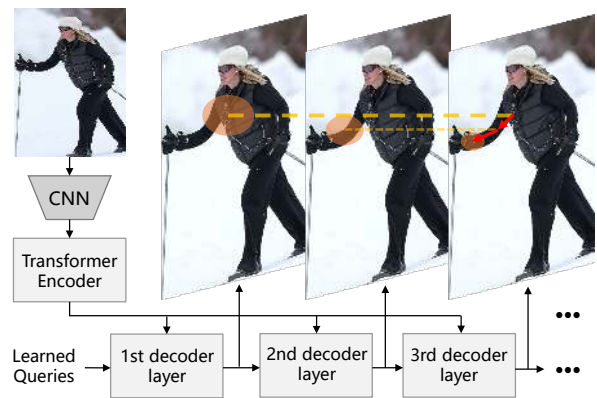 CNN
Transformer
Encoder
Learned
Queries
1st decoder
layer
2nd decoder
layer
3rd decoder
layer
•••
•••